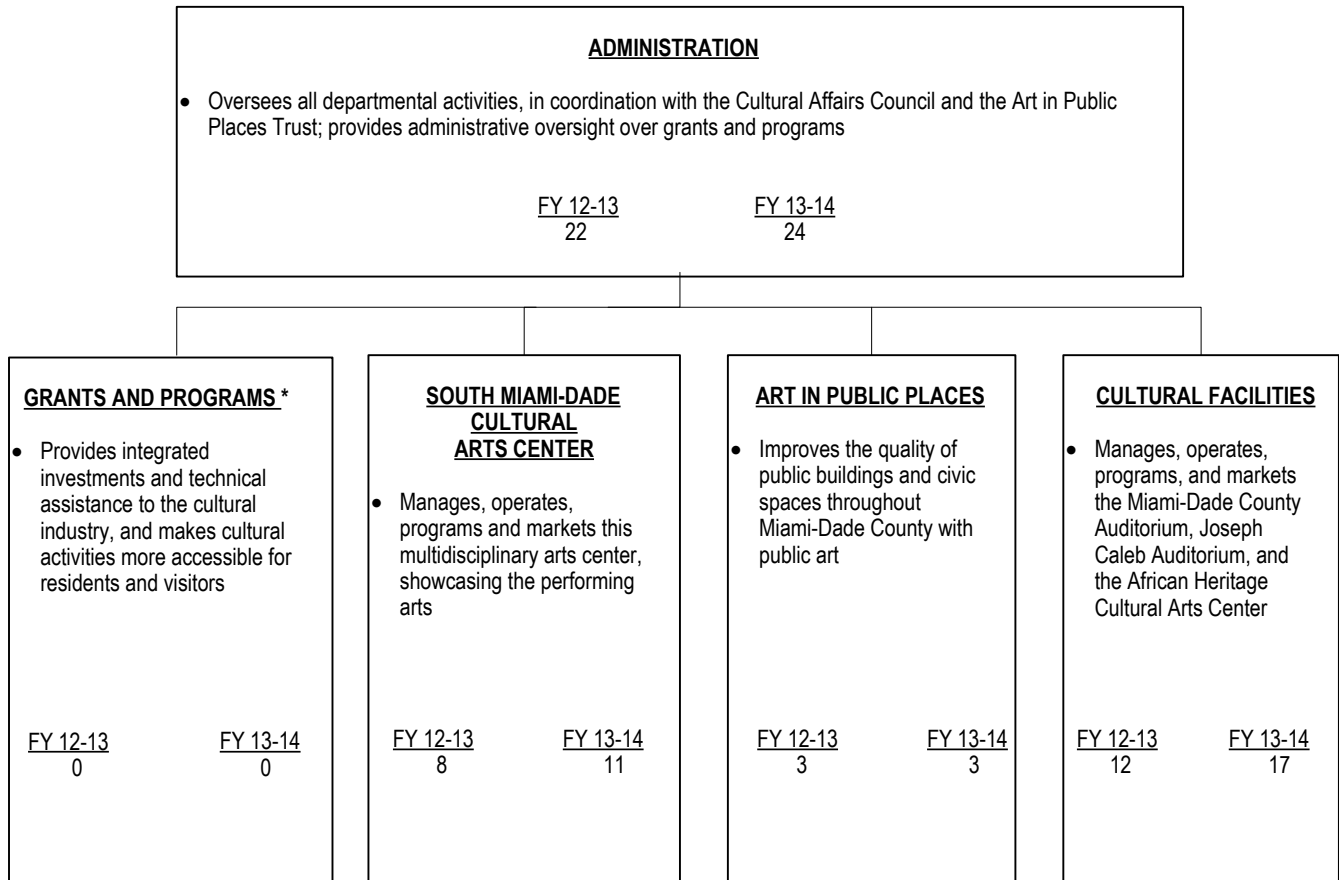 ADMINISTRATION
• Oversees all departmental activities, in coordination with the Cultural Affairs Council and the Art in Public
Places Trust; provides administrative oversight over grants and programs
FY 12-13 FY 13-14
22 24
GRANTS AND PROGRAMS *
• Provides integrated
investments and technical
assistance to the cultural
industry, and makes cultural
activities more accessible for
residents and visitors
FY 12-13 FY 13-14
0 0
SOUTH MIAMI-DADE
CULTURAL
ARTS CENTER
• Manages, operates,
programs and markets this
multidisciplinary arts center,
showcasing the performing
arts
FY 12-13 FY 13-14
8 11
ART IN PUBLIC PLACES
• Improves the quality of
public buildings and civic
spaces throughout
Miami-Dade County with
public art
FY 12-13 FY 13-14
3 3
CULTURAL FACILITIES
• Manages, operates,
programs, and markets
the Miami-Dade County
Auditorium, Joseph
Caleb Auditorium, and
the African Heritage
Cultural Arts Center
FY 12-13 FY 13-14
12 17